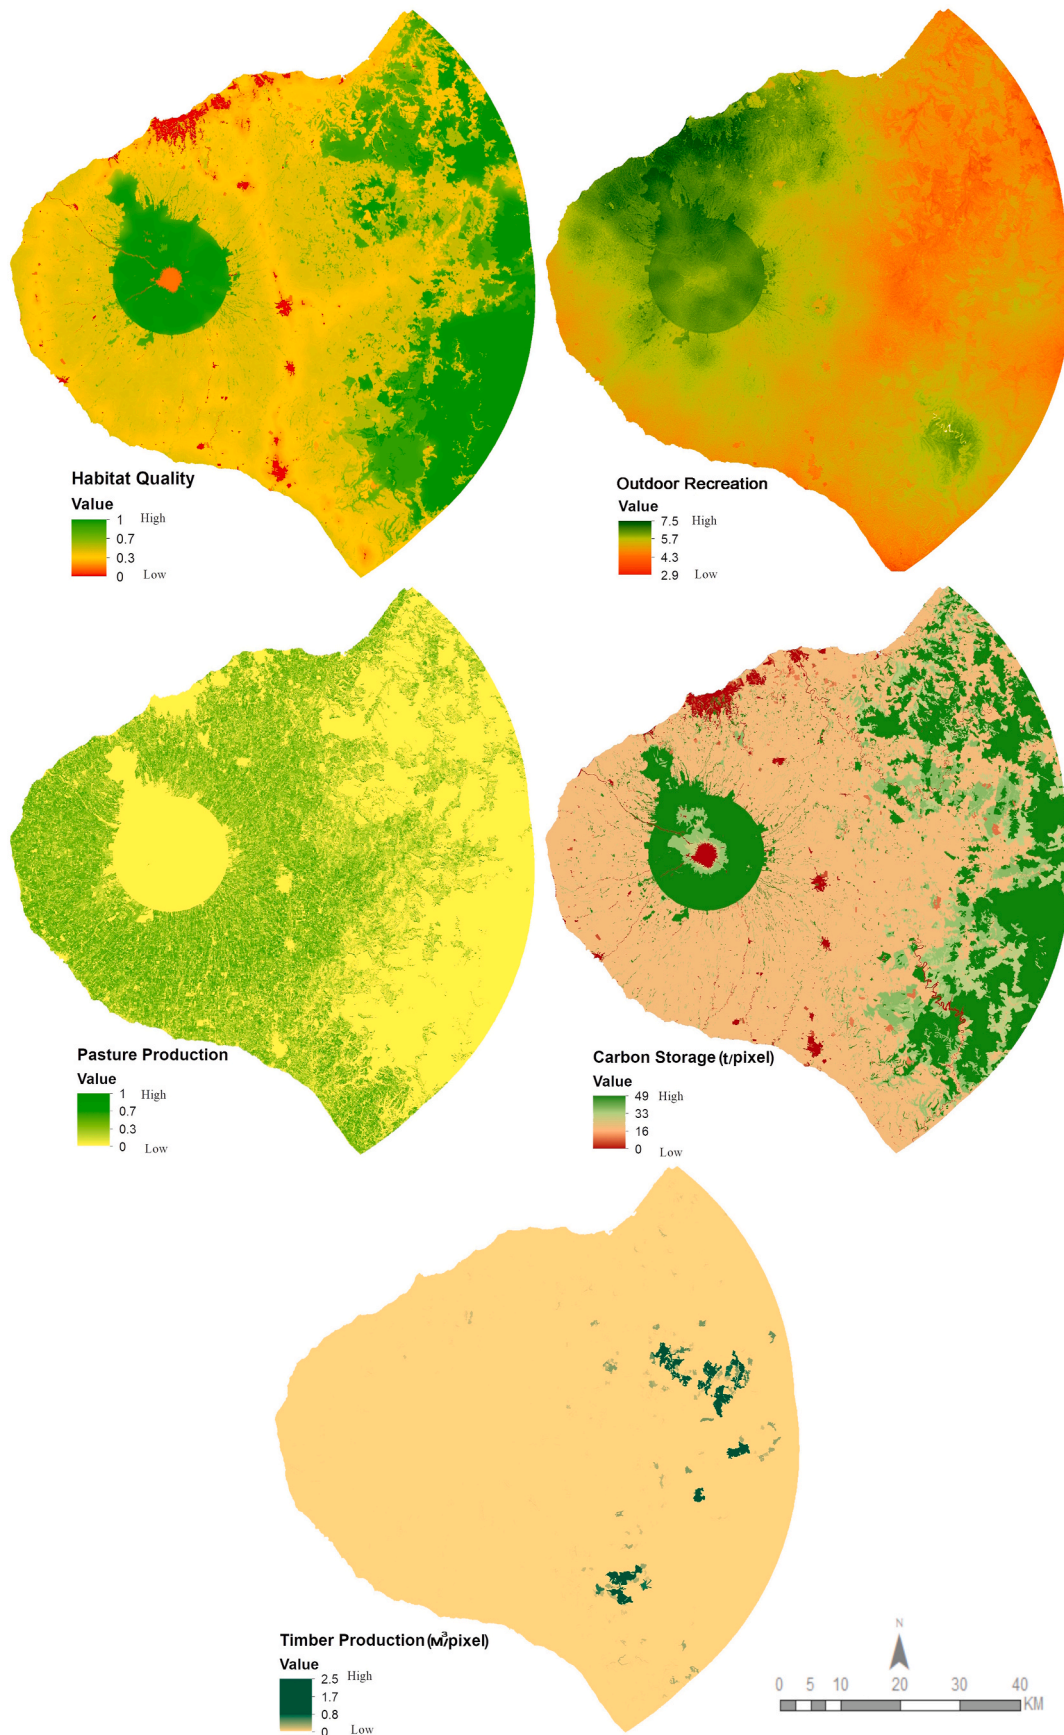 Habitat Quality
Value
1 High
0.7
0.3
0 Low
Outdoor Recreation
Value
7.5 High
5.7
4.3
2.9 Low
Pasture Production
Value
1 High
0.7
0.3
0 Low
Carbon Storage (t/pixel)
Value
49 High
33
16
0 Low
Timber Production (м³/pixel)
Value
2.5 High
1.7
0.8
0 Low
N
0 5 10 20 30 40
KM